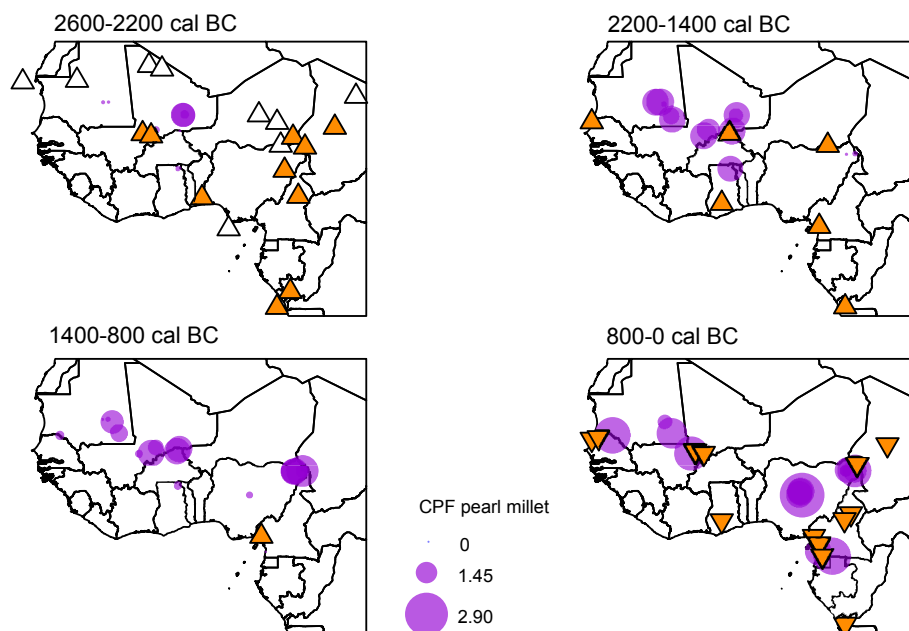 2600-2200 cal BC
2200-1400 cal BC
1400-800 cal BC
800-0 cal BC
CPF pearl millet
0
1.45
2.90